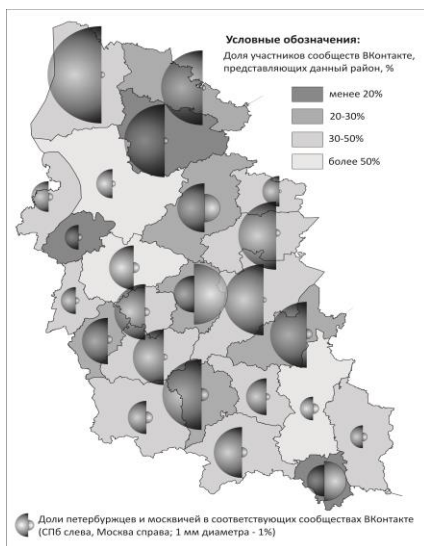 Условные обозначения:
Доля участников сообществ ВКонтакте,
представляющих данный район, %
менее 20%
20-30%
30-50%
более 50%
Доли петербуржцев и москвичей в соответствующих сообществах ВКонтакте
(СПб слева, Москва справа; 1 мм диаметра - 1%)